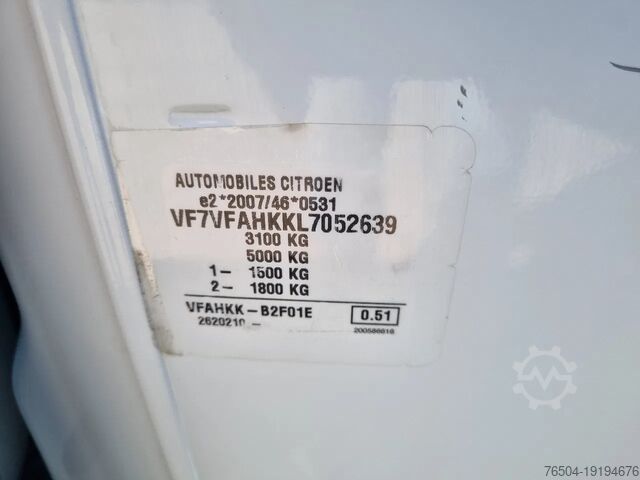 AUTOMOBILES CITROEN
e2*2007/46*0531
VF7VFAHKKL7052639
3100 KG
5000 KG
1- 1500 KG
2- 1800 KG
VFAHKK-B2F01E 0.51
2620210 - 200586616
76504-19194676